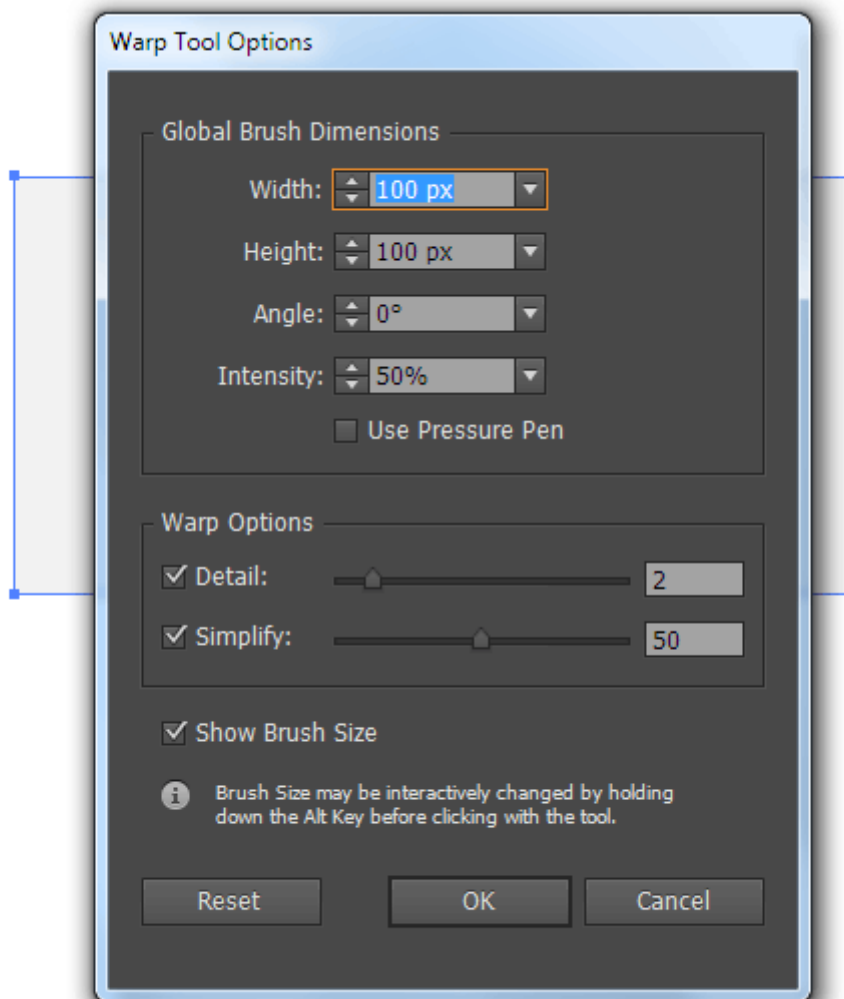 Warp Tool Options
Global Brush Dimensions
Width: 100 px
Height: 100 px
Angle: 0°
Intensity: 50%
Use Pressure Pen
Warp Options
Detail: 2
Simplify: 50
Show Brush Size
Brush Size may be interactively changed by holding
down the Alt Key before clicking with the tool.
Reset OK Cancel